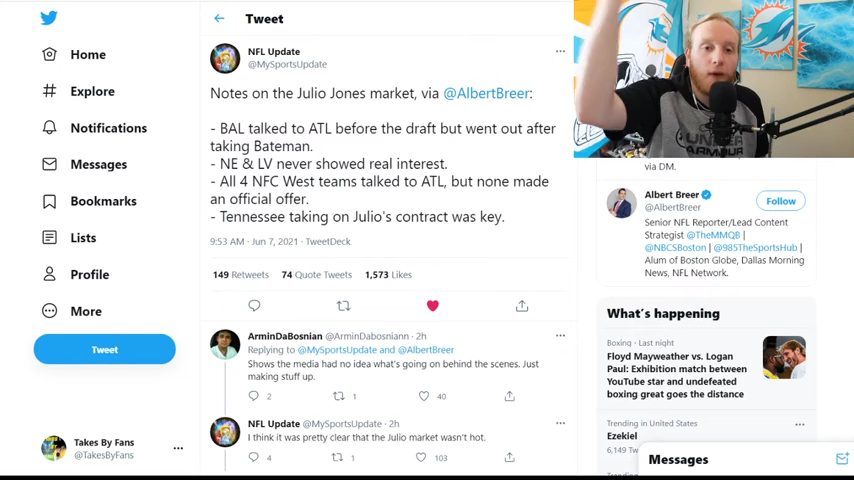 Tweet
NFL Update
@MySportsUpdate
Notes on the Julio Jones market, via @AlbertBreer:
- BAL talked to ATL before the draft but went out after
taking Bateman.
- NE & LV never showed real interest.
- All 4 NFC West teams talked to ATL, but none made
an official offer.
- Tennessee taking on Julio's contract was key.
9:53 AM · Jun 7, 2021 · TweetDeck
149 Retweets 74 Quote Tweets 1,573 Likes
ArminDaBosnian @ArminDabosniann · 2h
Replying to @MySportsUpdate and @AlbertBreer
Shows the media had no idea what's going on behind the scenes. Just
making stuff up.
2 1 40
NFL Update @MySportsUpdate · 2h
I think it was pretty clear that the Julio market wasn't hot.
4 1 103
Home
Explore
Notifications
Messages
Bookmarks
Lists
Profile
More
Tweet
Takes By Fans
@TakesByFans
UNDER ARMOUR
via DM.
Albert Breer
@AlbertBreer
Follow
Senior NFL Reporter/Lead Content
Strategist @TheMMQB |
@NBCSBoston | @985TheSportsHub |
Alum of Boston Globe, Dallas Morning
News, NFL Network.
What's happening
Boxing · Last night
Floyd Mayweather vs. Logan
Paul: Exhibition match between
YouTube star and undefeated
boxing great goes the distance
Trending in United States
Ezekiel
6,149
Messages